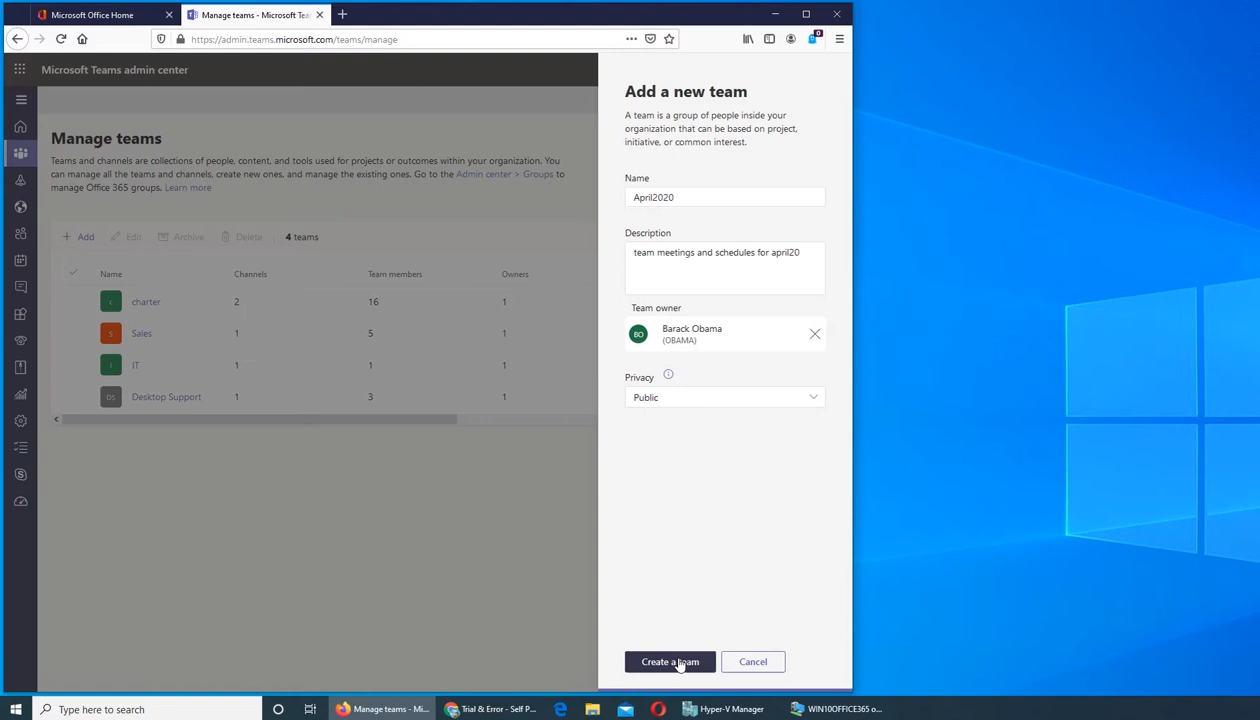 Microsoft Office Home
Manage teams - Microsoft Tea
https://admin.teams.microsoft.com/teams/manage
0
Microsoft Teams admin center
Manage teams
Teams and channels are collections of people, content, and tools used for projects or outcomes within your organization. You
can manage all the teams and channels, create new ones, and manage the existing ones. Go to the Admin center > Groups to
manage Office 365 groups. Learn more
+ Add Edit Archive Delete 4 teams
Name Channels Team members Owners
c charter 2 16 1
S Sales 1 5 1
I IT 1 1 1
DS Desktop Support 1 3 1
Add a new team
A team is a group of people inside your
organization that can be based on project,
initiative, or common interest.
Name
April2020
Description
team meetings and schedules for april20
Team owner
BO Barack Obama
(OBAMA)
Privacy
Public
Create a team Cancel
Type here to search
Manage teams - Mi...
Trial & Error - Self P...
Hyper-V Manager
WIN10OFFICE365 o...